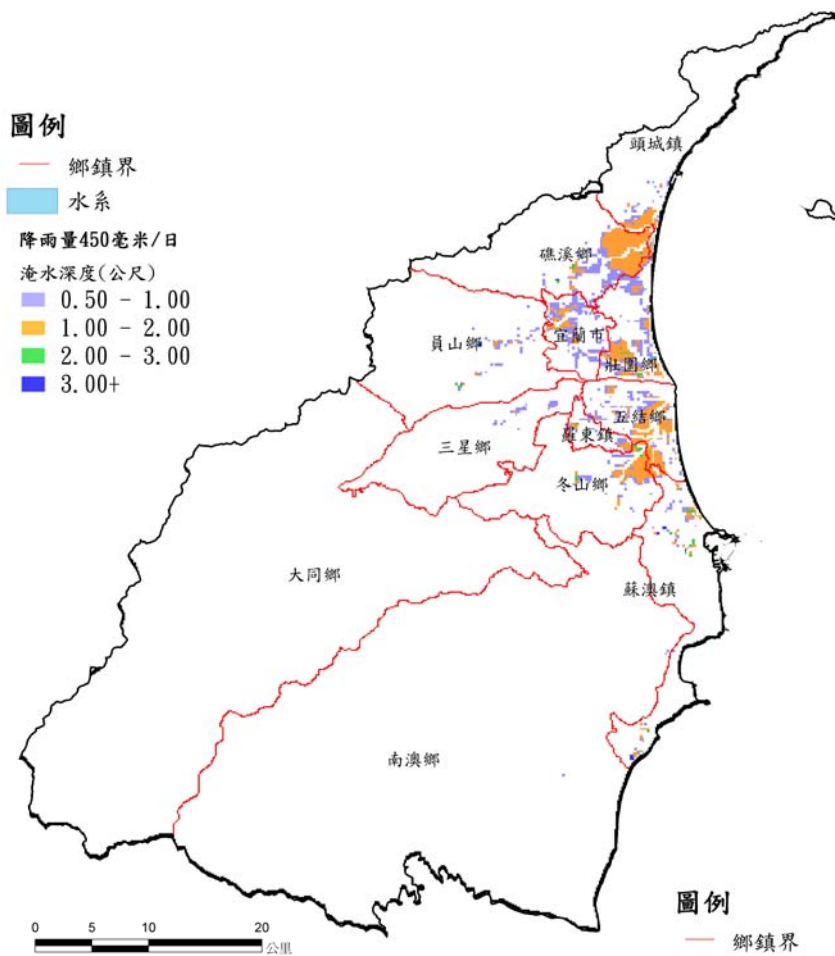 圖例
鄉鎮界
水系
降雨量450毫米/日
淹水深度(公尺)
0.50 - 1.00
1.00 - 2.00
2.00 - 3.00
3.00+
頭城鎮
礁溪鄉
宜蘭市
員山鄉
壯圍鄉
五結鄉
羅東鎮
三星鄉
冬山鄉
大同鄉
蘇澳鎮
南澳鄉
0 5 10 20
公里
圖例
鄉鎮界